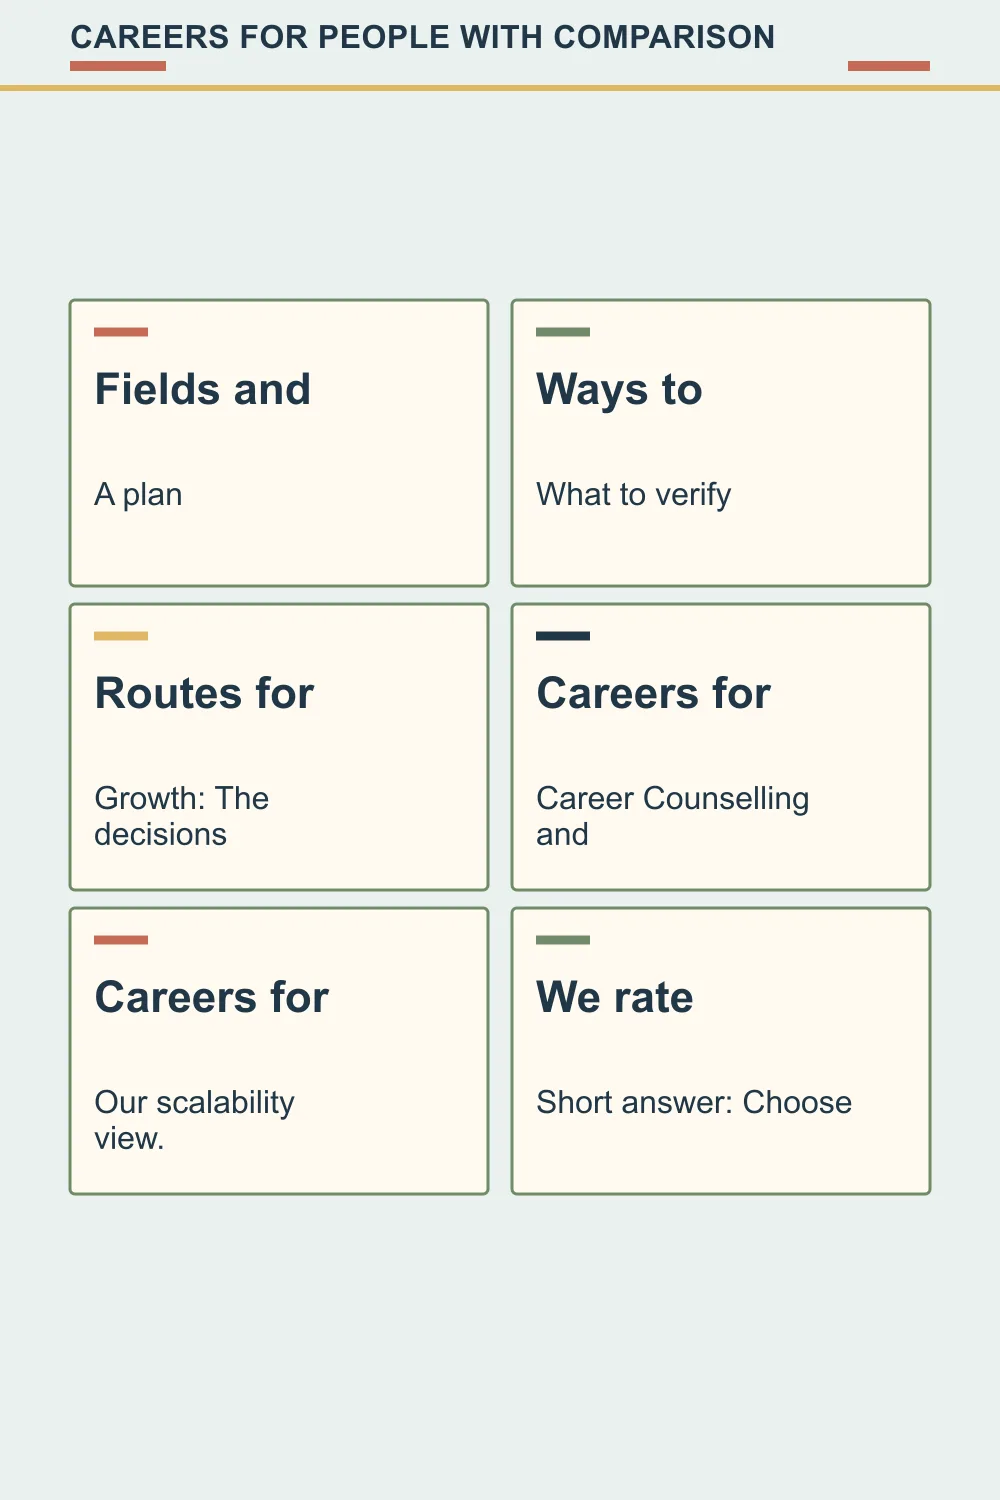 CAREERS FOR PEOPLE WITH COMPARISON
Fields and
A plan
Ways to
What to verify
Routes for
Growth: The
decisions
Careers for
Career Counselling
and
Careers for
Our scalability
view.
We rate
Short answer: Choose